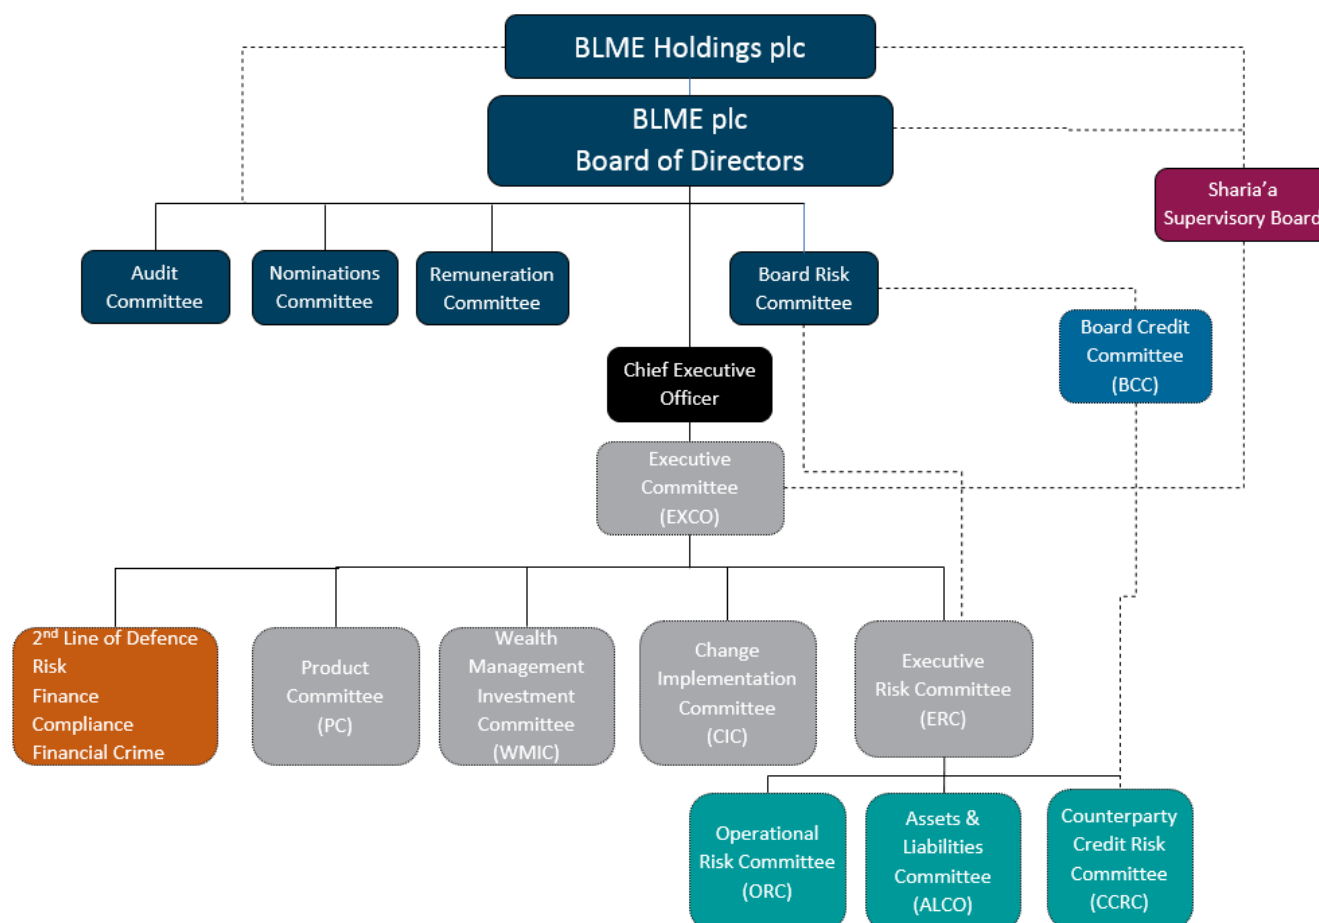 BLME Holdings plc
BLME plc
Board of Directors
Sharia’a
Supervisory Board
Audit
Committee
Nominations
Committee
Remuneration
Committee
Board Risk
Committee
Board Credit
Committee
(BCC)
Chief Executive
Officer
Executive
Committee
(EXCO)
2nd Line of Defence
Risk
Finance
Compliance
Financial Crime
Product
Committee
(PC)
Wealth
Management
Investment
Committee
(WMIC)
Change
Implementation
Committee
(CIC)
Executive
Risk Committee
(ERC)
Operational
Risk Committee
(ORC)
Assets &
Liabilities
Committee
(ALCO)
Counterparty
Credit Risk
Committee
(CCRC)